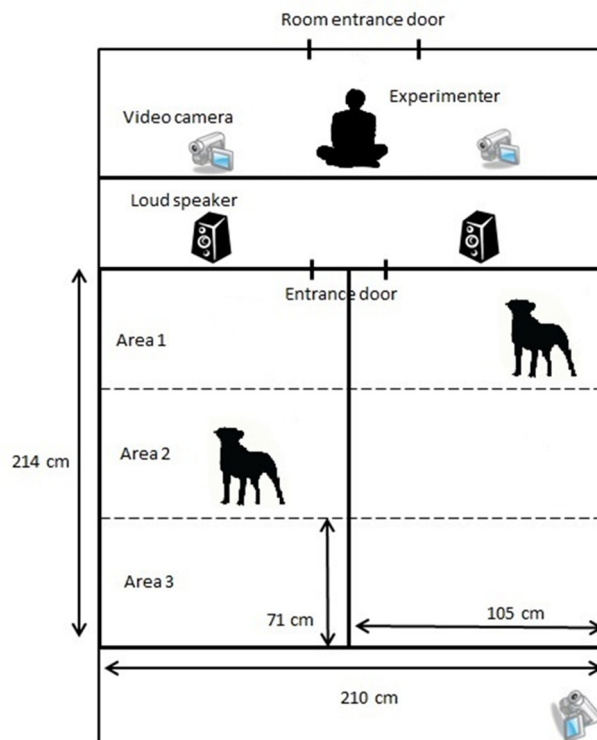 Room entrance door
Experimenter
Video camera
Loud speaker
Entrance door
Area 1
Area 2
214 cm
Area 3
71 cm
105 cm
210 cm